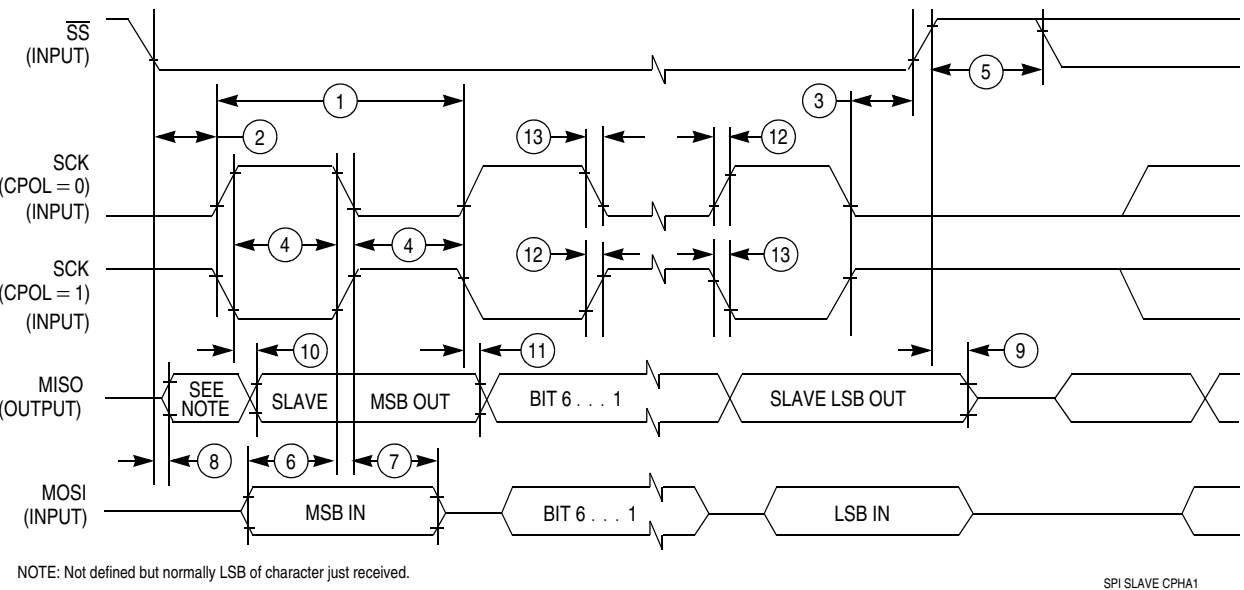 SS
(INPUT)
5
1
3
2
13
12
SCK
(CPOL = 0)
(INPUT)
4
4
12
13
SCK
(CPOL = 1)
(INPUT)
10
11
9
MISO
(OUTPUT)
SEE
NOTE
SLAVE
MSB OUT
BIT 6 . . . 1
SLAVE LSB OUT
8
6
7
MOSI
(INPUT)
MSB IN
BIT 6 . . . 1
LSB IN
NOTE: Not defined but normally LSB of character just received.
SPI SLAVE CPHA1